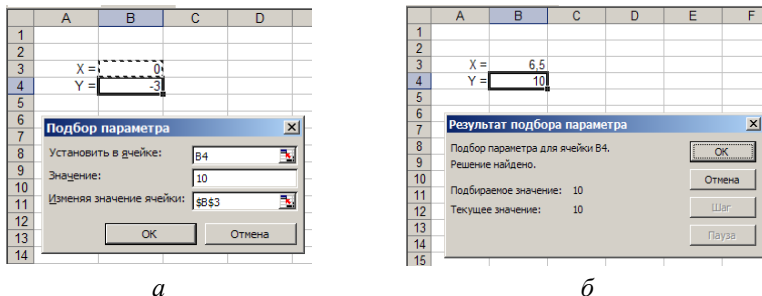 A B C D
1
2
3 X = 0
4 Y = -3
5
6
7
8
9
10
11
12
13
14
Подбор параметра
Установить в ячейке: B4
Значение: 10
Изменяя значение ячейки: $B$3
ОК Отмена
а
A B C D E F
1
2
3 X = 6,5
4 Y = 10
5
6
7
8
9
10
11
12
13
14
15
Результат подбора параметра
Подбор параметра для ячейки B4.
Решение найдено.
Подбираемое значение: 10
Текущее значение: 10
ОК
Отмена
Шаг
Пауза
б